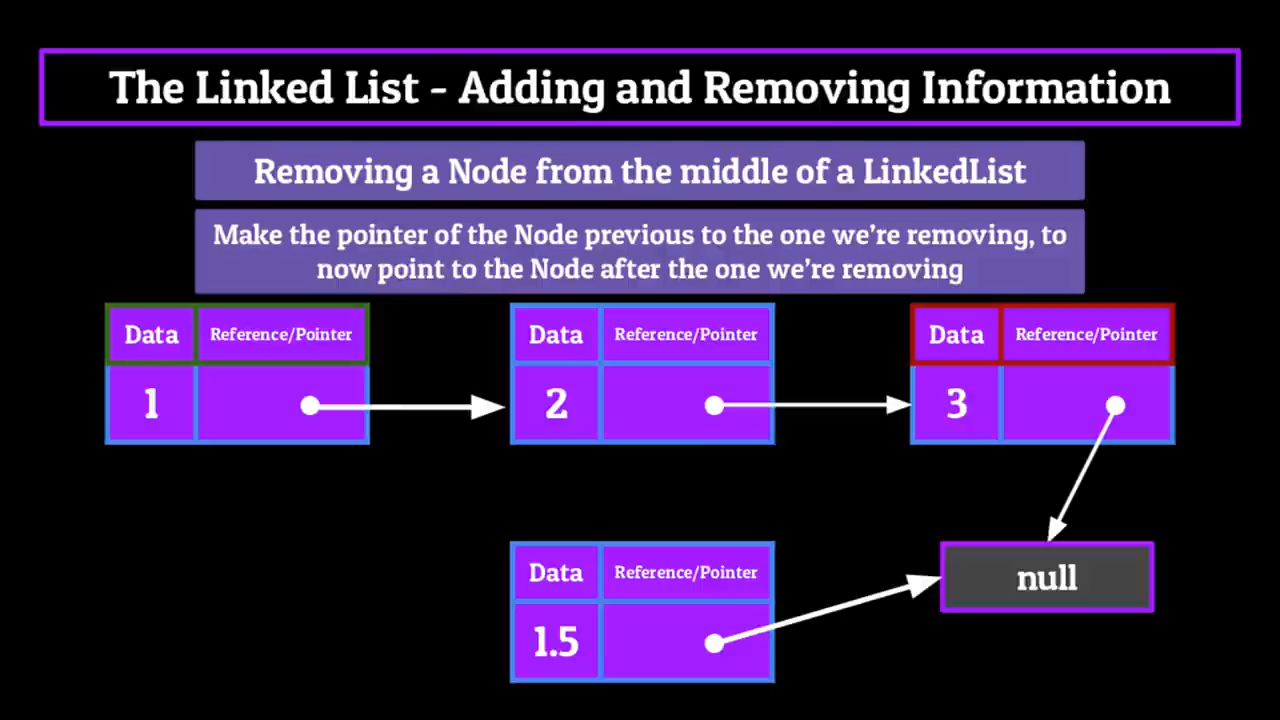 The Linked List - Adding and Removing Information
Removing a Node from the middle of a LinkedList
Make the pointer of the Node previous to the one we're removing, to
now point to the Node after the one we're removing
Data Reference/Pointer
1
Data Reference/Pointer
2
Data Reference/Pointer
3
Data Reference/Pointer
1.5
null